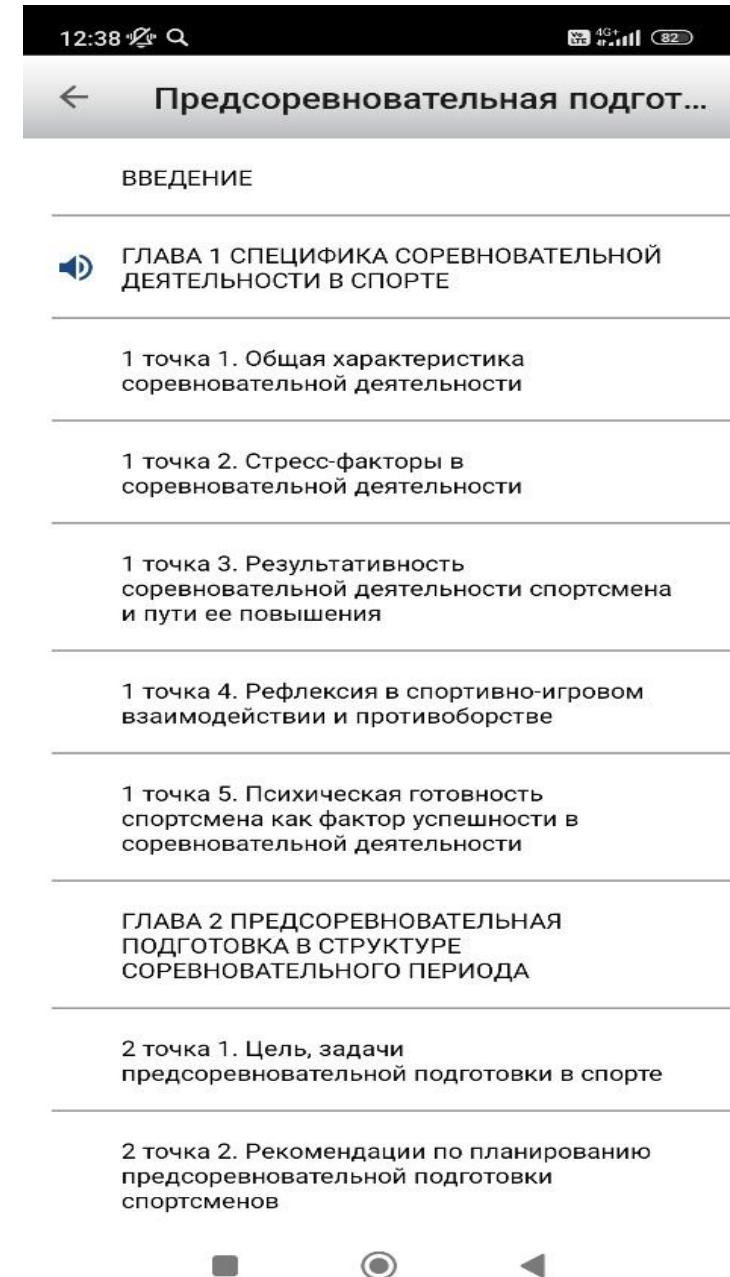 12:38
4G+
Vo
LTE
82
Предсоревновательная подгот...
ВВЕДЕНИЕ
ГЛАВА 1 СПЕЦИФИКА СОРЕВНОВАТЕЛЬНОЙ
ДЕЯТЕЛЬНОСТИ В СПОРТЕ
1 точка 1. Общая характеристика
соревновательной деятельности
1 точка 2. Стресс-факторы в
соревновательной деятельности
1 точка 3. Результативность
соревновательной деятельности спортсмена
и пути ее повышения
1 точка 4. Рефлексия в спортивно-игровом
взаимодействии и противоборстве
1 точка 5. Психическая готовность
спортсмена как фактор успешности в
соревновательной деятельности
ГЛАВА 2 ПРЕДСОРЕВНОВАТЕЛЬНАЯ
ПОДГОТОВКА В СТРУКТУРЕ
СОРЕВНОВАТЕЛЬНОГО ПЕРИОДА
2 точка 1. Цель, задачи
предсоревновательной подготовки в спорте
2 точка 2. Рекомендации по планированию
предсоревновательной подготовки
спортсменов